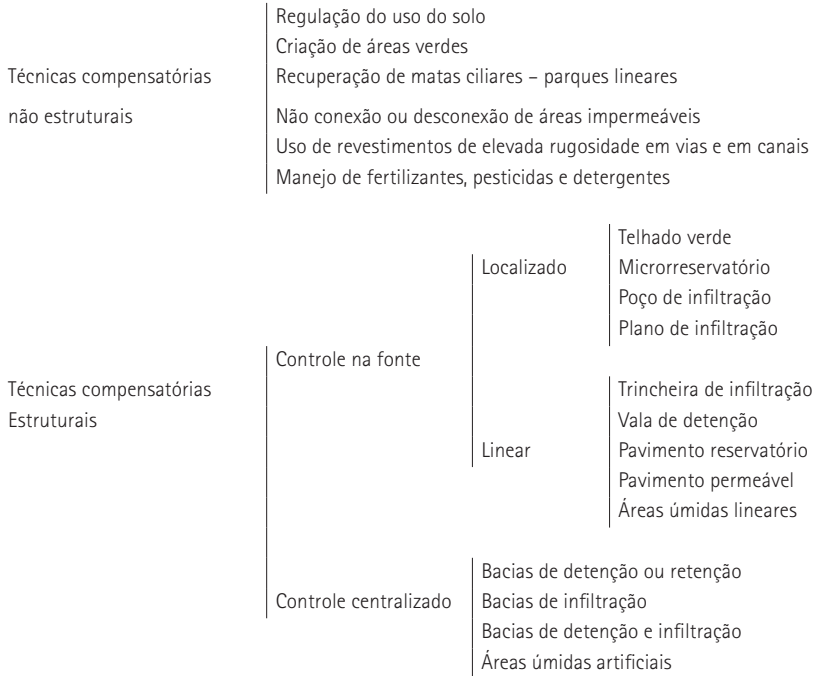 Regulação do uso do solo
Criação de áreas verdes
Técnicas compensatórias
Recuperação de matas ciliares – parques lineares
não estruturais
Não conexão ou desconexão de áreas impermeáveis
Uso de revestimentos de elevada rugosidade em vias e em canais
Manejo de fertilizantes, pesticidas e detergentes
Telhado verde
Localizado
Microrreservatório
Poço de infiltração
Plano de infiltração
Controle na fonte
Técnicas compensatórias
Estruturais
Trincheira de infiltração
Vala de detenção
Linear
Pavimento reservatório
Pavimento permeável
Áreas úmidas lineares
Bacias de detenção ou retenção
Controle centralizado
Bacias de infiltração
Bacias de detenção e infiltração
Áreas úmidas artificiais